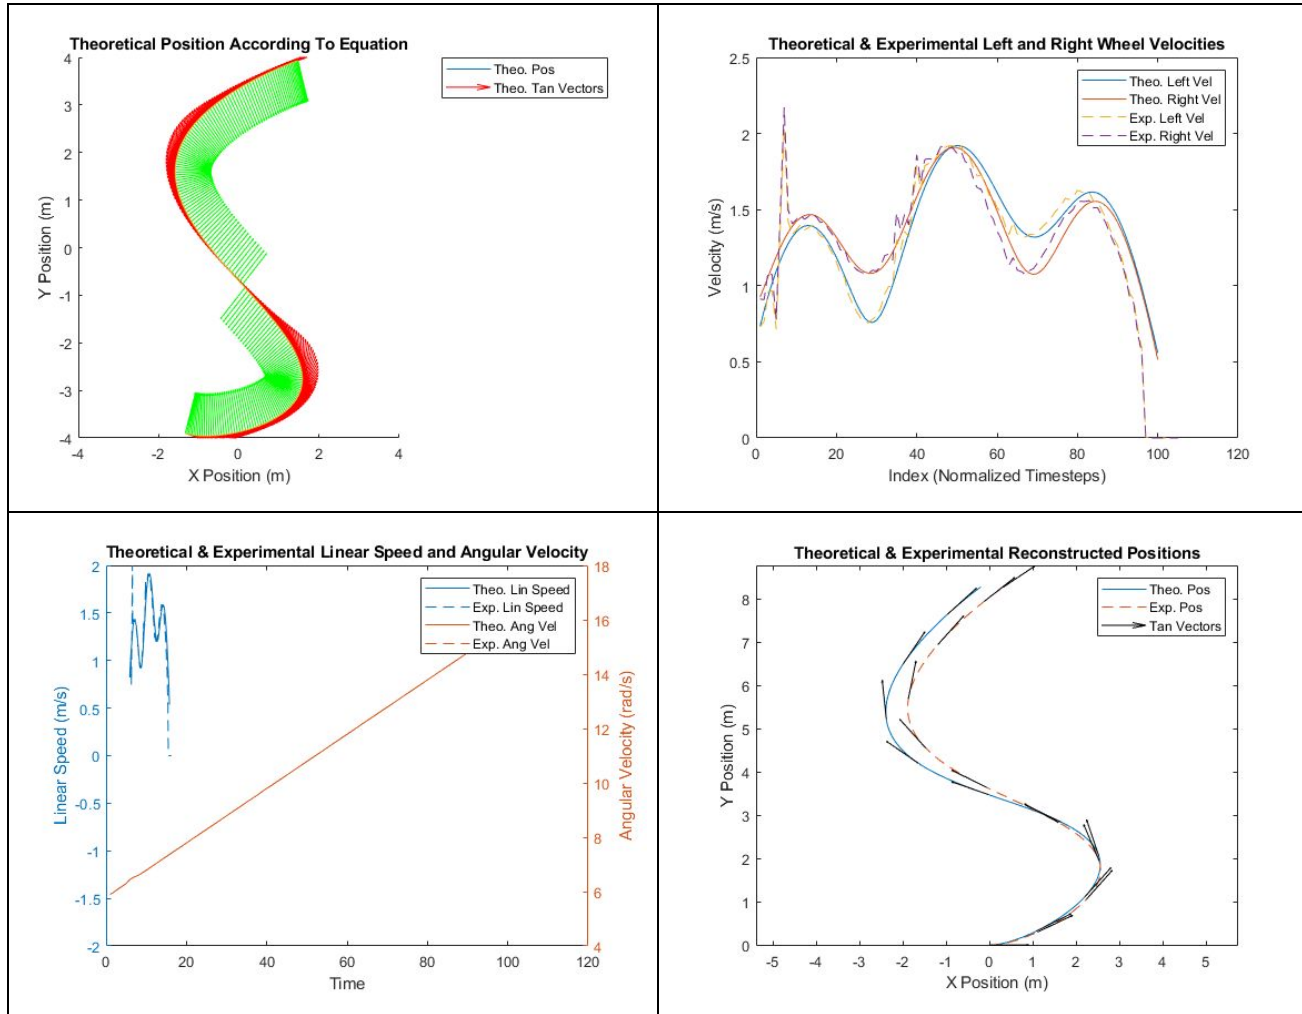 Theoretical Position According To Equation
Theo. Pos
Theo. Tan Vectors
4
3
2
1
0
-1
-2
-3
-4
Y Position (m)
-4 -2 0 2 4
X Position (m)
Theoretical & Experimental Left and Right Wheel Velocities
Theo. Left Vel
Theo. Right Vel
Exp. Left Vel
Exp. Right Vel
2.5
2
1.5
1
0.5
0
Velocity (m/s)
0 20 40 60 80 100 120
Index (Normalized Timesteps)
Theoretical & Experimental Linear Speed and Angular Velocity
Theo. Lin Speed
Exp. Lin Speed
Theo. Ang Vel
Exp. Ang Vel
2
1.5
1
0.5
0
-0.5
-1
-1.5
-2
Linear Speed (m/s)
18
16
14
12
10
8
6
4
Angular Velocity (rad/s)
0 20 40 60 80 100 120
Time
Theoretical & Experimental Reconstructed Positions
Theo. Pos
Exp. Pos
Tan Vectors
8
7
6
5
4
3
2
1
0
Y Position (m)
-5 -4 -3 -2 -1 0 1 2 3 4 5
X Position (m)